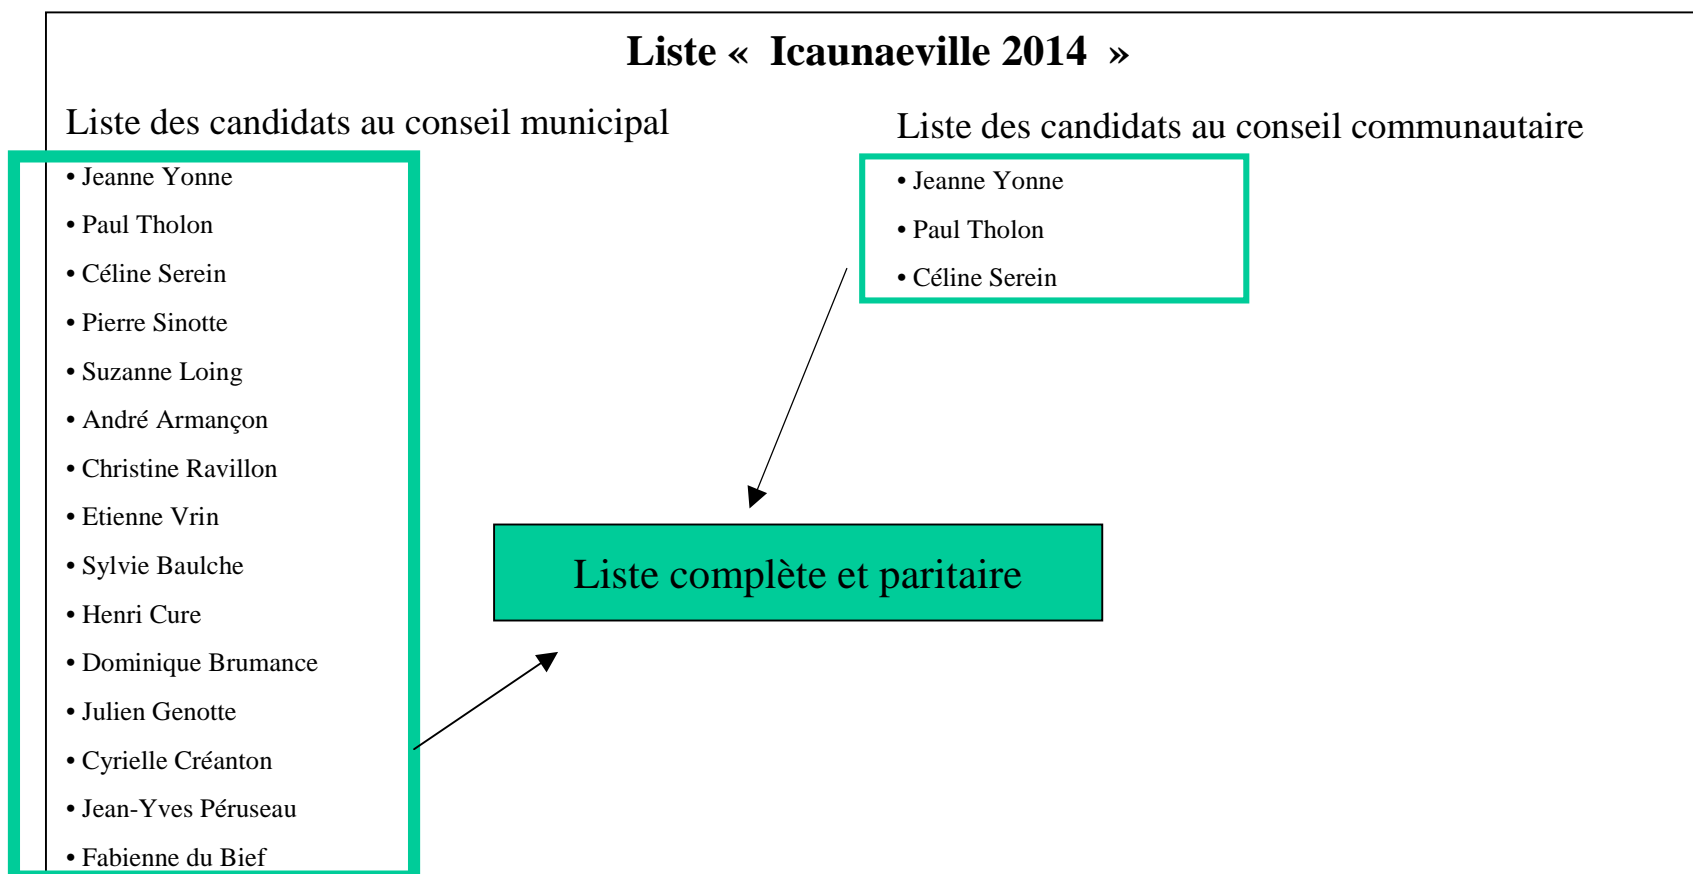 Liste « Icaunaeville 2014 »
Liste des candidats au conseil municipal
• Jeanne Yonne
• Paul Tholon
• Céline Serein
• Pierre Sinotte
• Suzanne Loing
• André Armançon
• Christine Ravillon
• Etienne Vrin
• Sylvie Baulche
• Henri Cure
• Dominique Brumance
• Julien Genotte
• Cyrielle Créanton
• Jean-Yves Péruseau
• Fabienne du Bief
Liste des candidats au conseil communautaire
• Jeanne Yonne
• Paul Tholon
• Céline Serein
Liste complète et paritaire